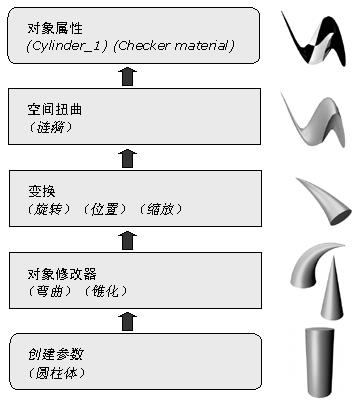 对象属性
(Cylinder_1) (Checker material)
空间扭曲
（涟漪）
变换
（旋转）（位置）（缩放）
对象修改器
（弯曲）（锥化）
创建参数
（圆柱体）